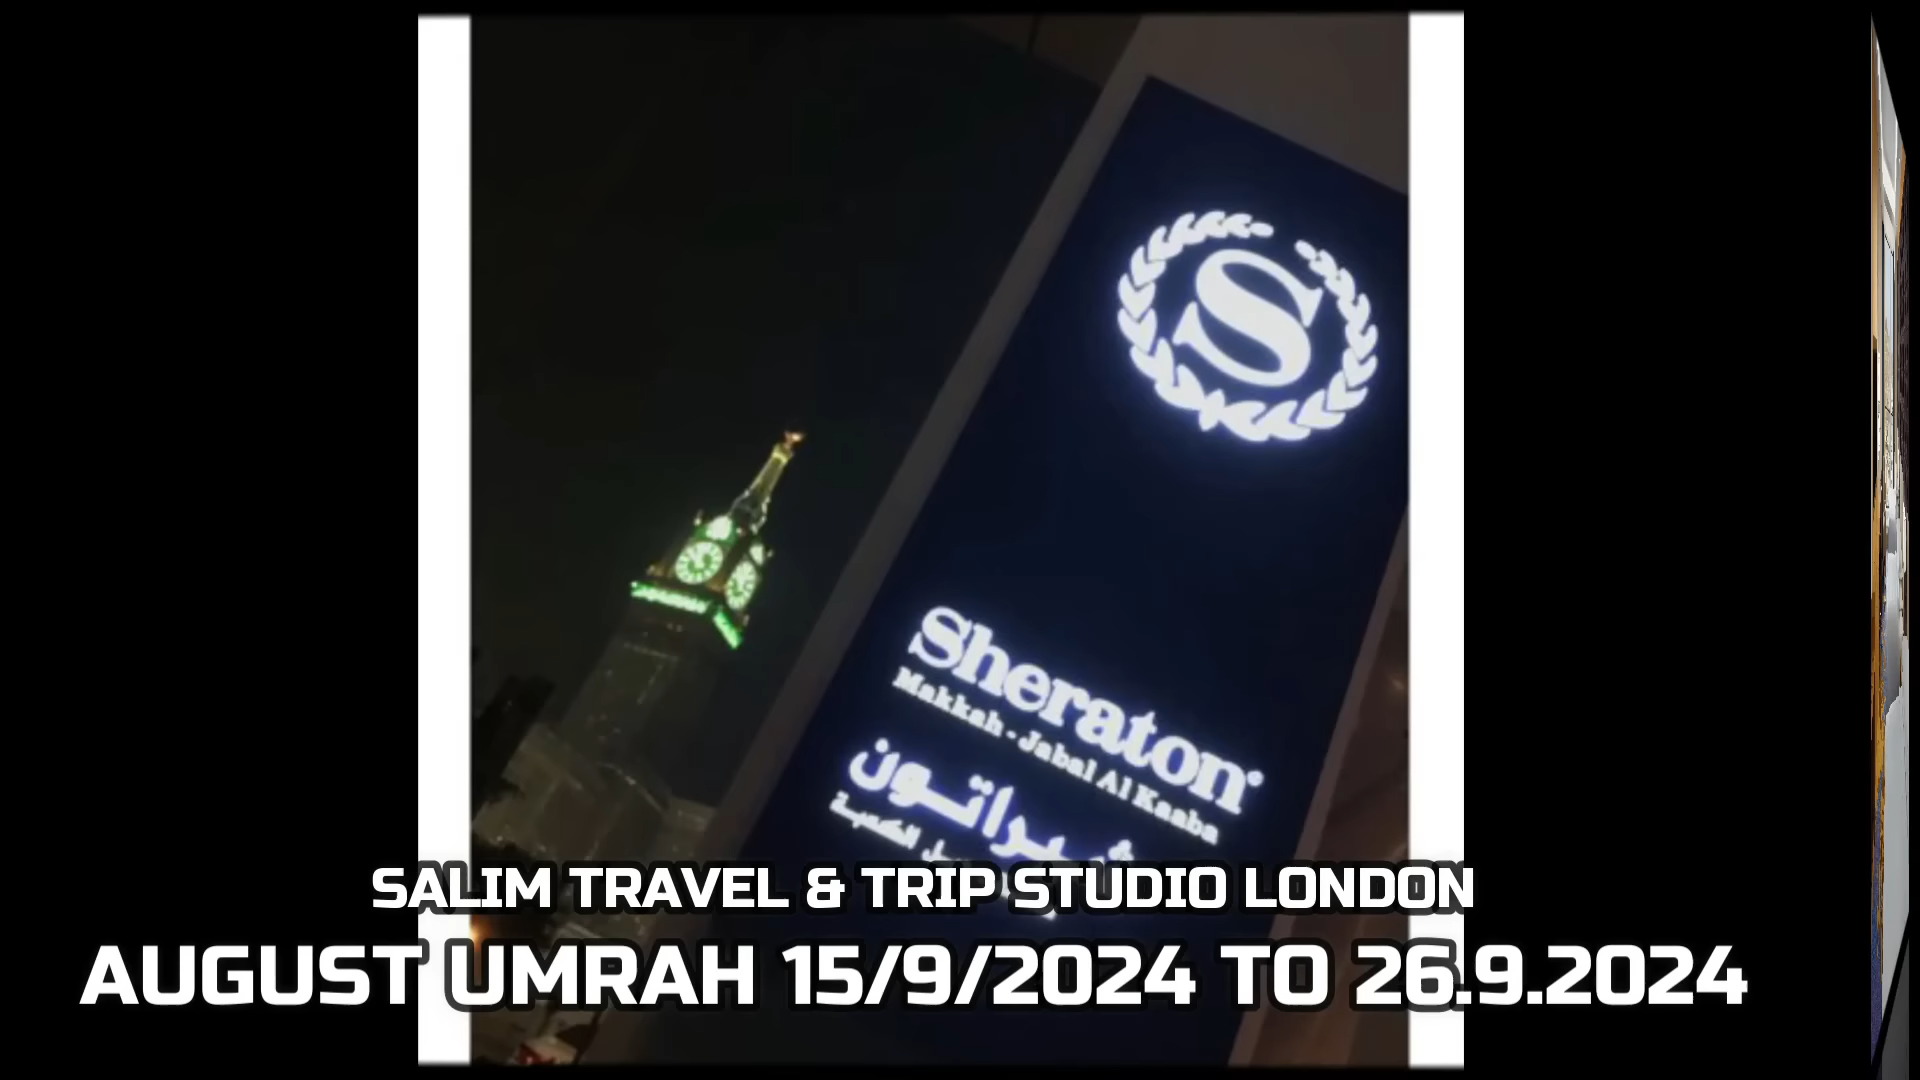 S
Sheraton
Makkah - Jabal Al Kaaba
شيراتون
الكعبة
SALIM TRAVEL & TRIP STUDIO LONDON
AUGUST UMRAH 15/9/2024 TO 26.9.2024